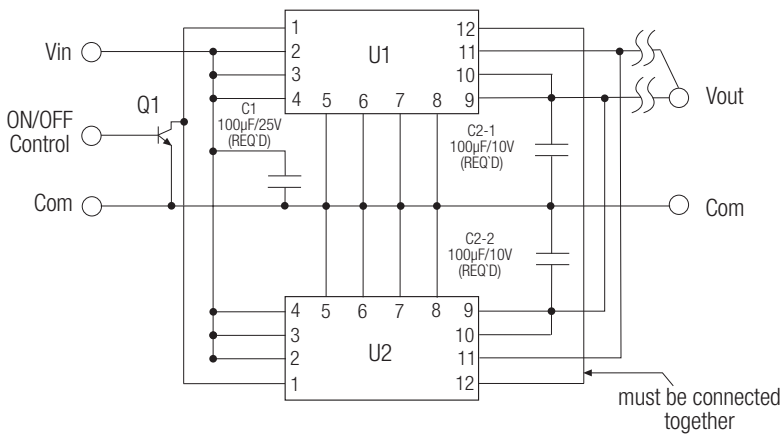 1
12
Vin
2
U1
11
3
10
4
5
6
7
8
9
Vout
Q1
C1
100µF/25V
(REQ`D)
ON/OFF
Control
C2-1
100µF/10V
(REQ`D)
Com
Com
C2-2
100µF/10V
(REQ`D)
4
5
6
7
8
9
3
10
2
U2
11
1
12
must be connected
together